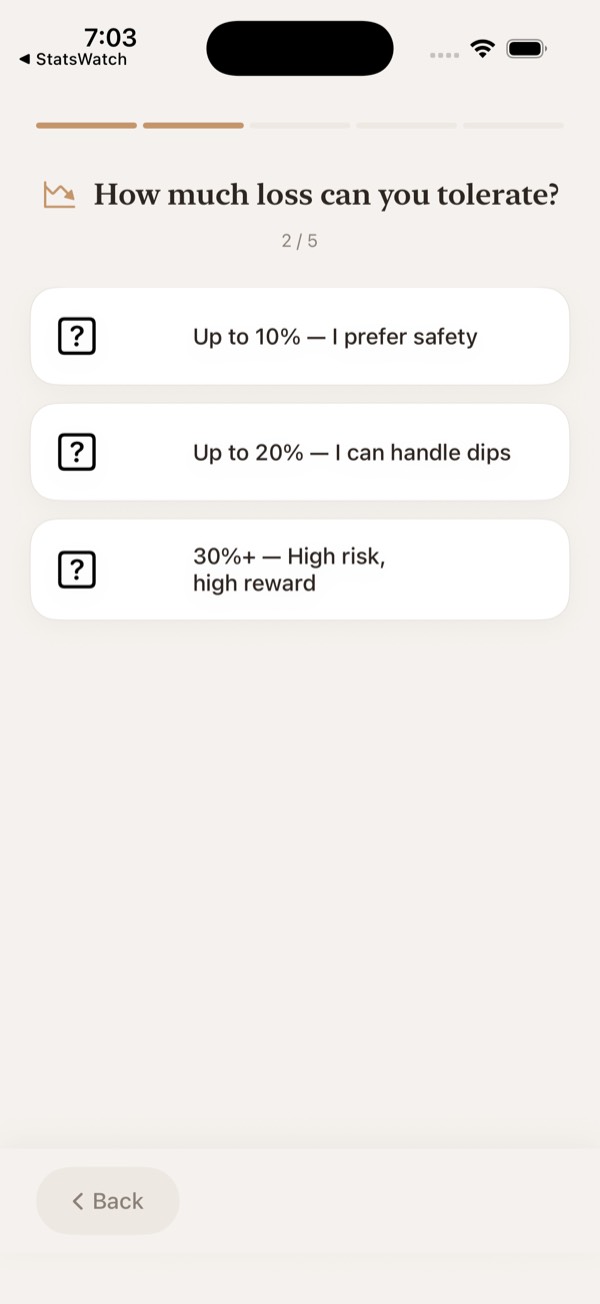 7:03
◀ StatsWatch
How much loss can you tolerate?
2 / 5
? Up to 10% — I prefer safety
? Up to 20% — I can handle dips
? 30%+ — High risk,
high reward
Back